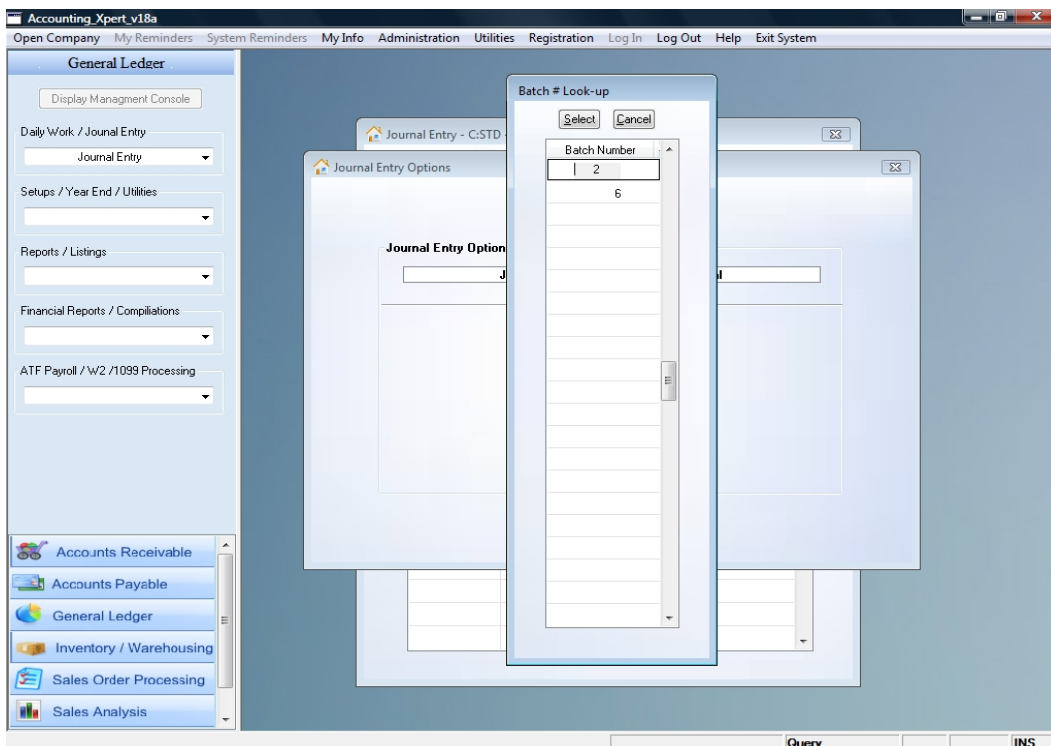 Accounting_Xpert_v18a
Open Company My Reminders System Reminders My Info Administration Utilities Registration Log In Log Out Help Exit System
General Ledger
Display Managment Console
Daily Work / Jounal Entry
Journal Entry
Setups / Year End / Utilities
Reports / Listings
Financial Reports / Compiliations
ATF Payroll / W2 /1099 Processing
Accounts Receivable
Accounts Payable
General Ledger
Inventory / Warehousing
Sales Order Processing
Sales Analysis
Journal Entry - C:STD -
Journal Entry Options
Journal Entry Option
Batch # Look-up
Select Cancel
Batch Number
2
6
Query INS